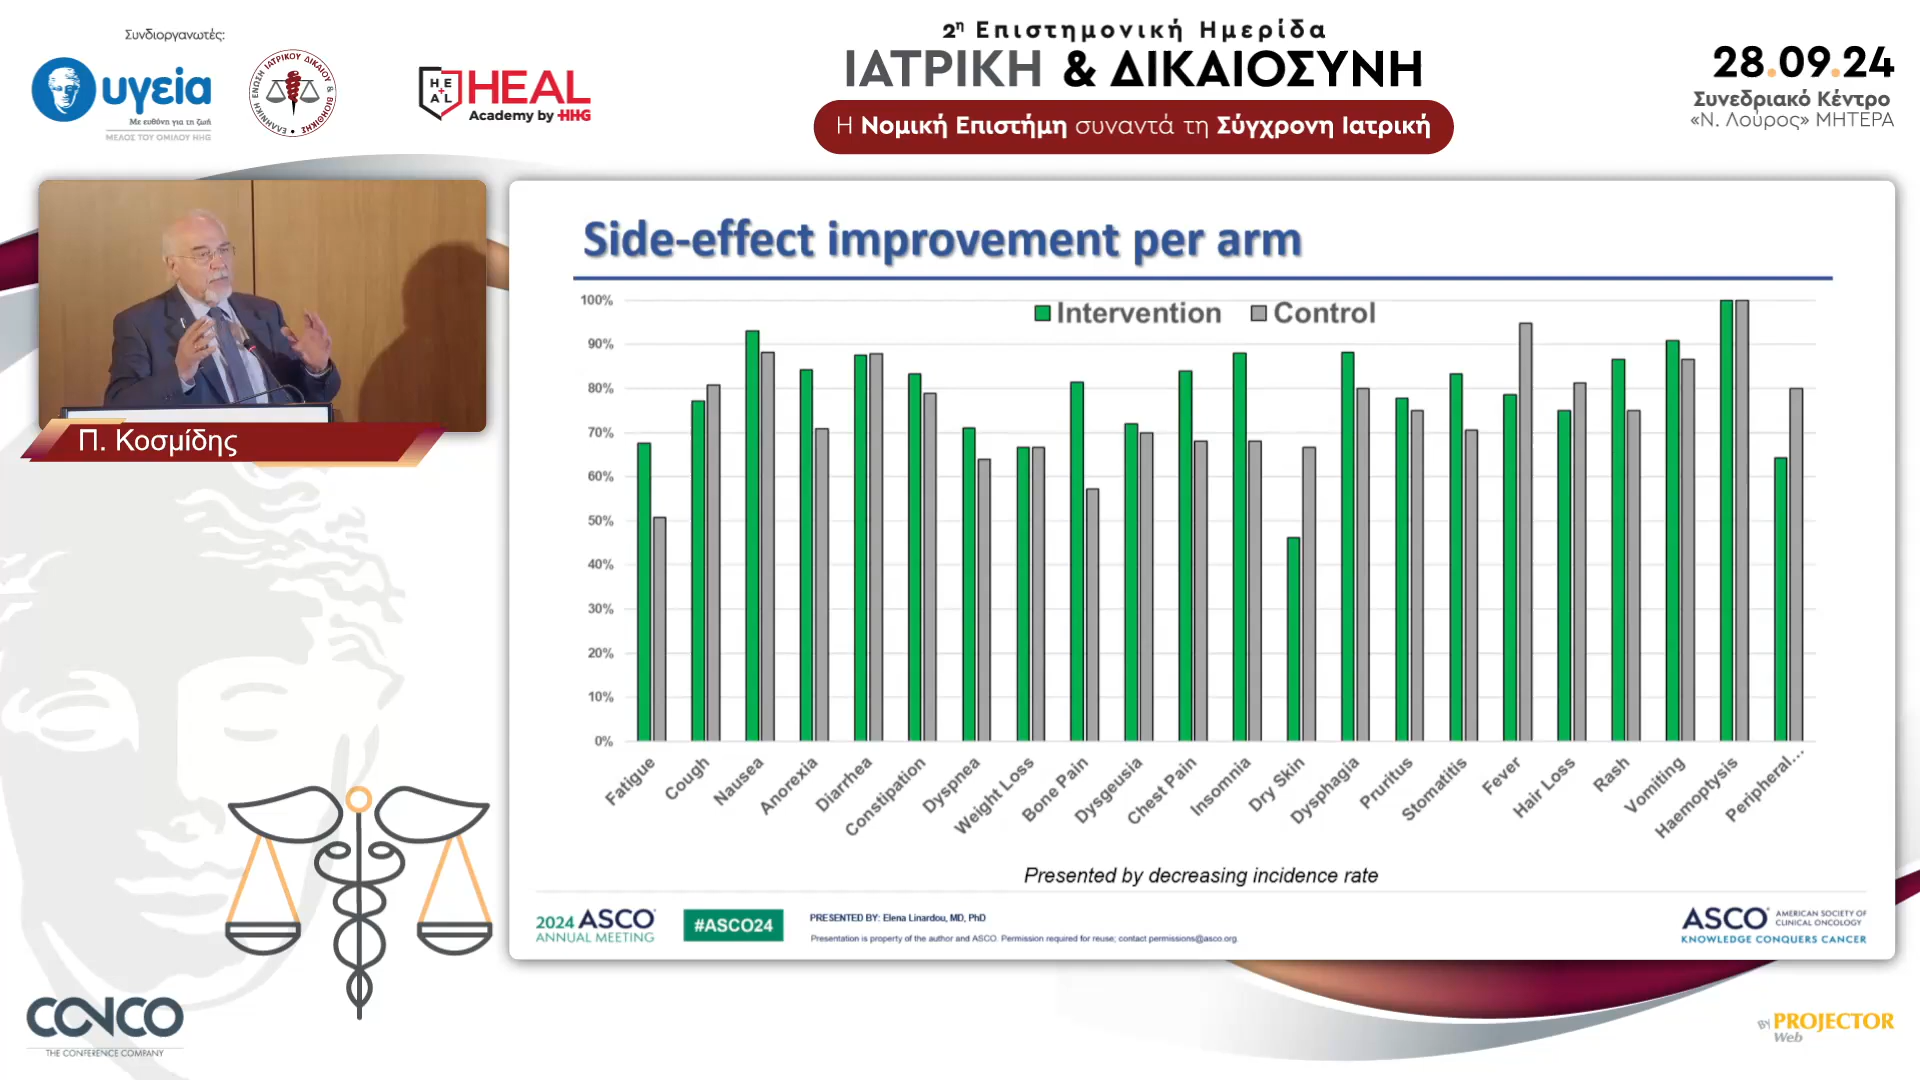 Συνδιοργανωτές:
υγεία
Με ευθύνη για τη ζωή
ΜΕΛΟΣ ΤΟΥ ΟΜΙΛΟΥ HHG
ΕΛΛΗΝΙΚΗ ΕΝΩΣΗ ΙΑΤΡΙΚΟΥ ΔΙΚΑΙΟΥ & ΒΙΟΗΘΙΚΗΣ
HE
AL
HEAL
Academy by HHG
2η Επιστημονική Ημερίδα
ΙΑΤΡΙΚΗ & ΔΙΚΑΙΟΣΥΝΗ
Η Νομική Επιστήμη συναντά τη Σύγχρονη Ιατρική
28.09.24
Συνεδριακό Κέντρο
«Ν. Λούρος» ΜΗΤΕΡΑ
Π. Κοσμίδης
Side-effect improvement per arm
Intervention Control
100%
90%
80%
70%
60%
50%
40%
30%
20%
10%
0%
Fatigue
Cough
Nausea
Anorexia
Diarrhea
Constipation
Dyspnea
Weight Loss
Bone Pain
Dysgeusia
Chest Pain
Insomnia
Dry Skin
Dysphagia
Pruritus
Stomatitis
Fever
Hair Loss
Rash
Vomiting
Haemoptysis
Peripheral...
Presented by decreasing incidence rate
2024 ASCO
ANNUAL MEETING
#ASCO24
PRESENTED BY: Elena Linardou, MD, PhD
Presentation is property of the author and ASCO. Permission required for reuse; contact permissions@asco.org.
ASCO AMERICAN SOCIETY OF
CLINICAL ONCOLOGY
KNOWLEDGE CONQUERS CANCER
CONCO
THE CONFERENCE COMPANY
BY PROJECTOR
Web